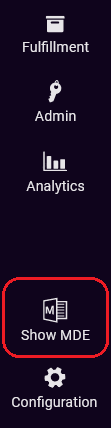 Fulfillment
Admin
Analytics
M
Show MDE
Configuration